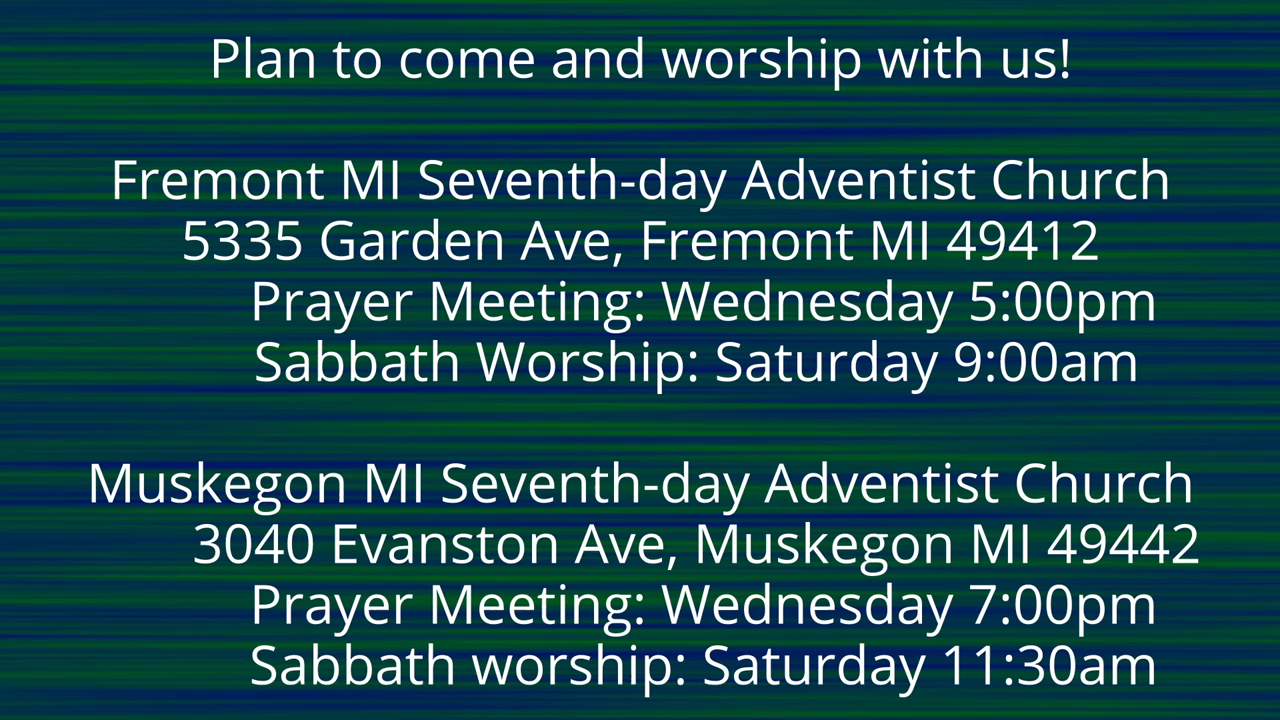 Plan to come and worship with us!
Fremont MI Seventh-day Adventist Church
5335 Garden Ave, Fremont MI 49412
Prayer Meeting: Wednesday 5:00pm
Sabbath Worship: Saturday 9:00am
Muskegon MI Seventh-day Adventist Church
3040 Evanston Ave, Muskegon MI 49442
Prayer Meeting: Wednesday 7:00pm
Sabbath worship: Saturday 11:30am